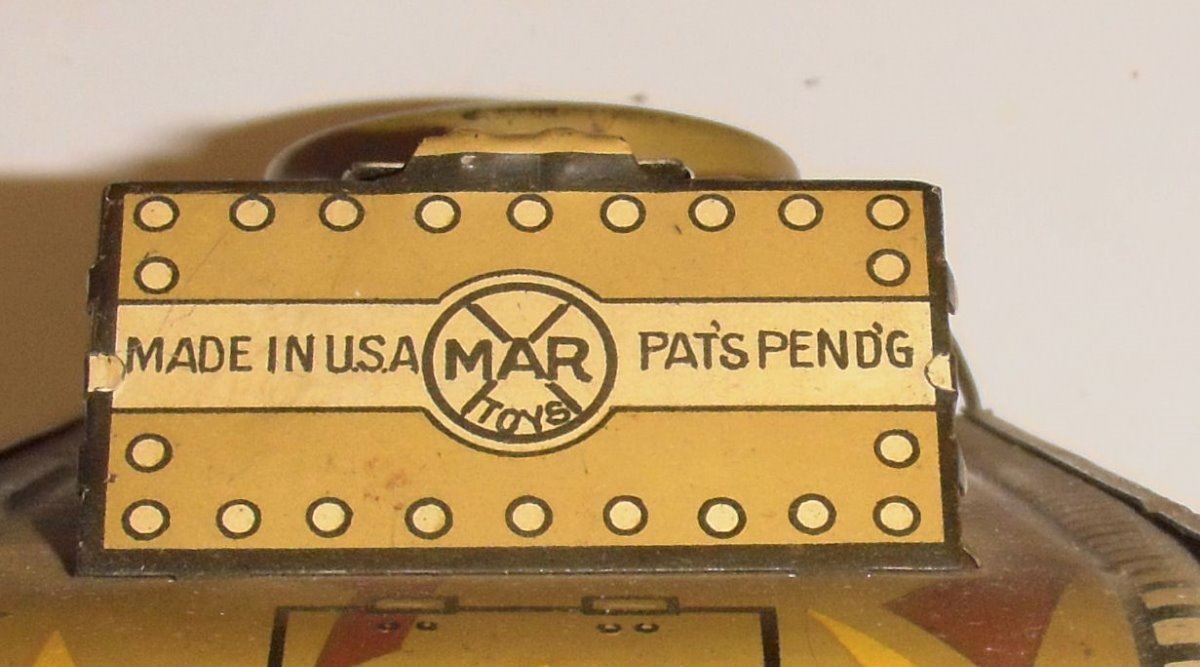 MADE IN U.S.A
MAR
TOYS
PAT'S PEND'G